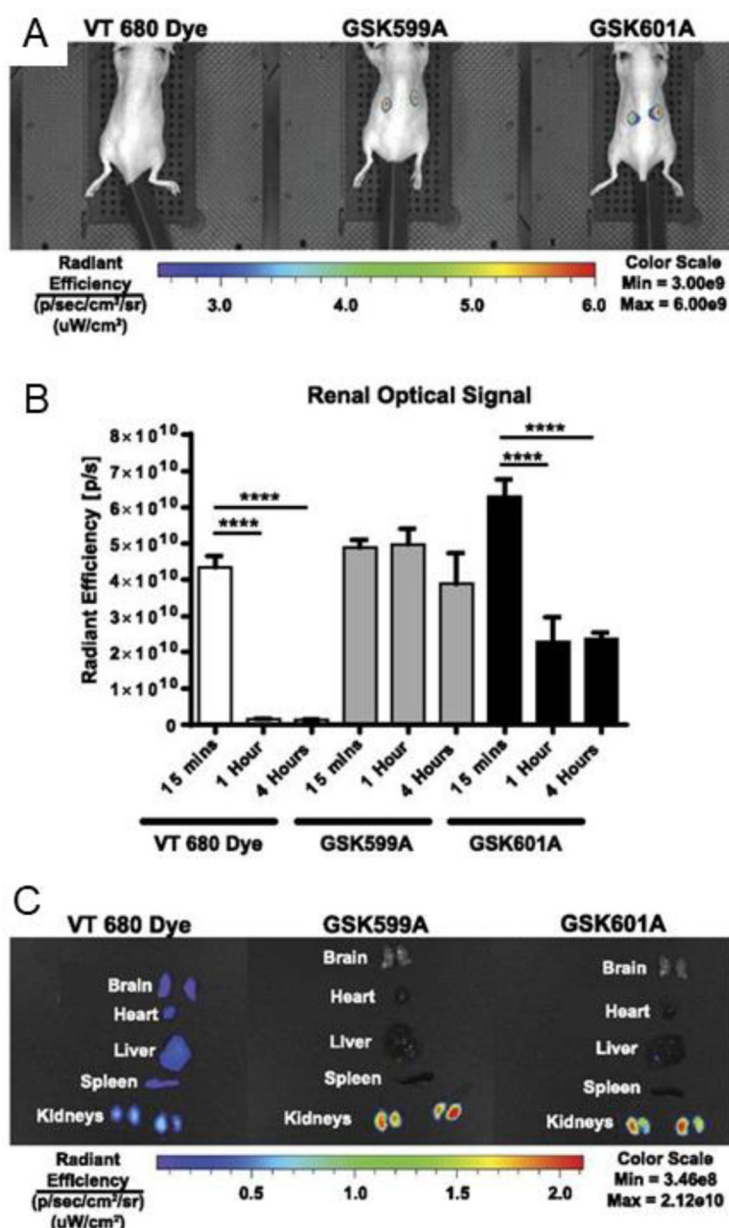 A
VT 680 Dye GSK599A GSK601A
Radiant
Efficiency
(p/sec/cm²/sr)
(uW/cm²)
3.0 4.0 5.0 6.0
Color Scale
Min = 3.00e9
Max = 6.00e9
B
Renal Optical Signal
Radiant Efficiency [p/s]
8×10¹⁰
7×10¹⁰
6×10¹⁰
5×10¹⁰
4×10¹⁰
3×10¹⁰
2×10¹⁰
1×10¹⁰
0
**** **** **** ****
15 mins 1 Hour 4 Hours 15 mins 1 Hour 4 Hours 15 mins 1 Hour 4 Hours
VT 680 Dye GSK599A GSK601A
C
VT 680 Dye GSK599A GSK601A
Brain
Heart
Liver
Spleen
Kidneys
Brain
Heart
Liver
Spleen
Kidneys
Brain
Heart
Liver
Spleen
Kidneys
Radiant
Efficiency
(p/sec/cm²/sr)
(uW/cm²)
0.5 1.0 1.5 2.0
Color Scale
Min = 3.46e8
Max = 2.12e10